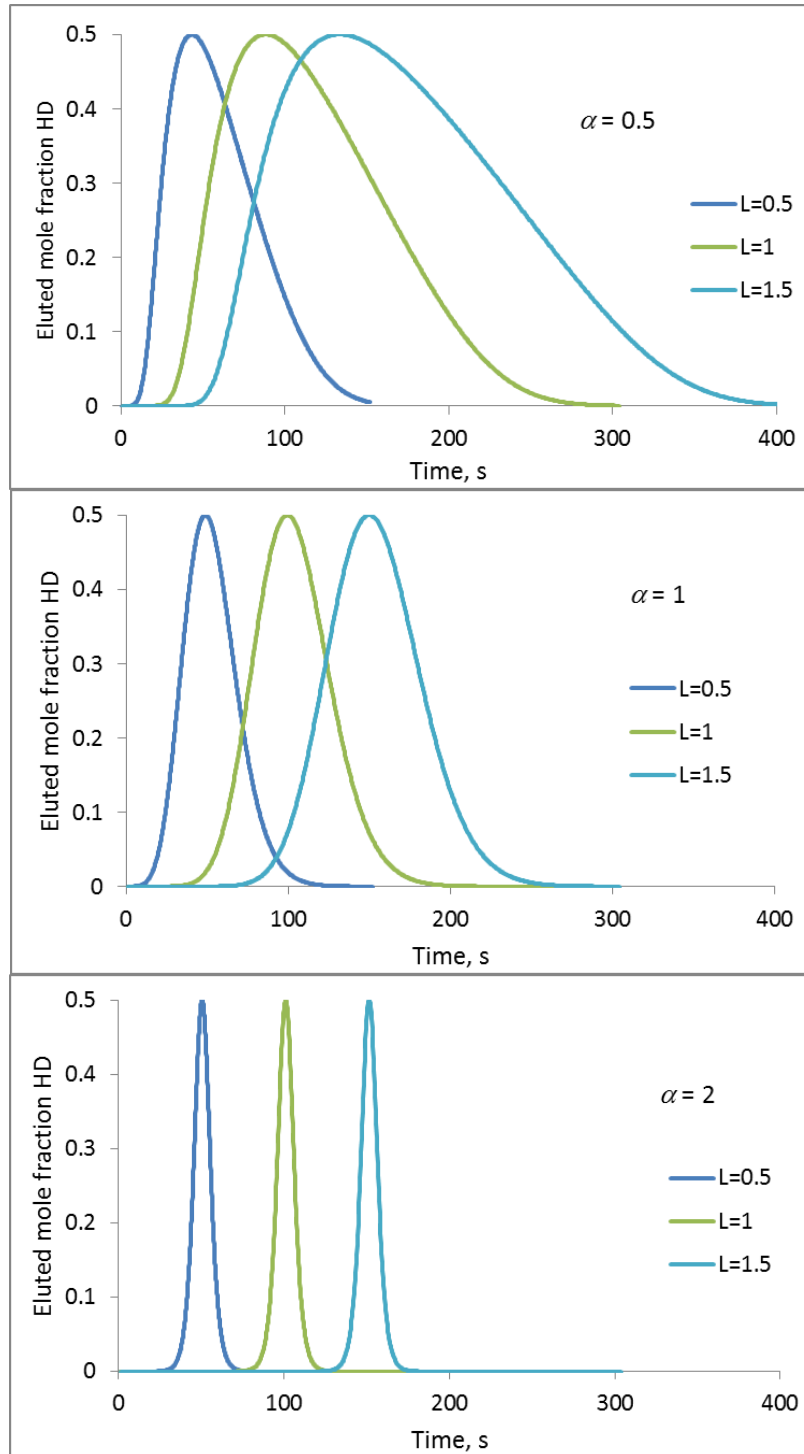 Eluted mole fraction HD
0.5
0.4
0.3
0.2
0.1
0
0 100 200 300 400
Time, s
α = 0.5
L=0.5
L=1
L=1.5
Eluted mole fraction HD
0.5
0.4
0.3
0.2
0.1
0
0 100 200 300 400
Time, s
α = 1
L=0.5
L=1
L=1.5
Eluted mole fraction HD
0.5
0.4
0.3
0.2
0.1
0
0 100 200 300 400
Time, s
α = 2
L=0.5
L=1
L=1.5